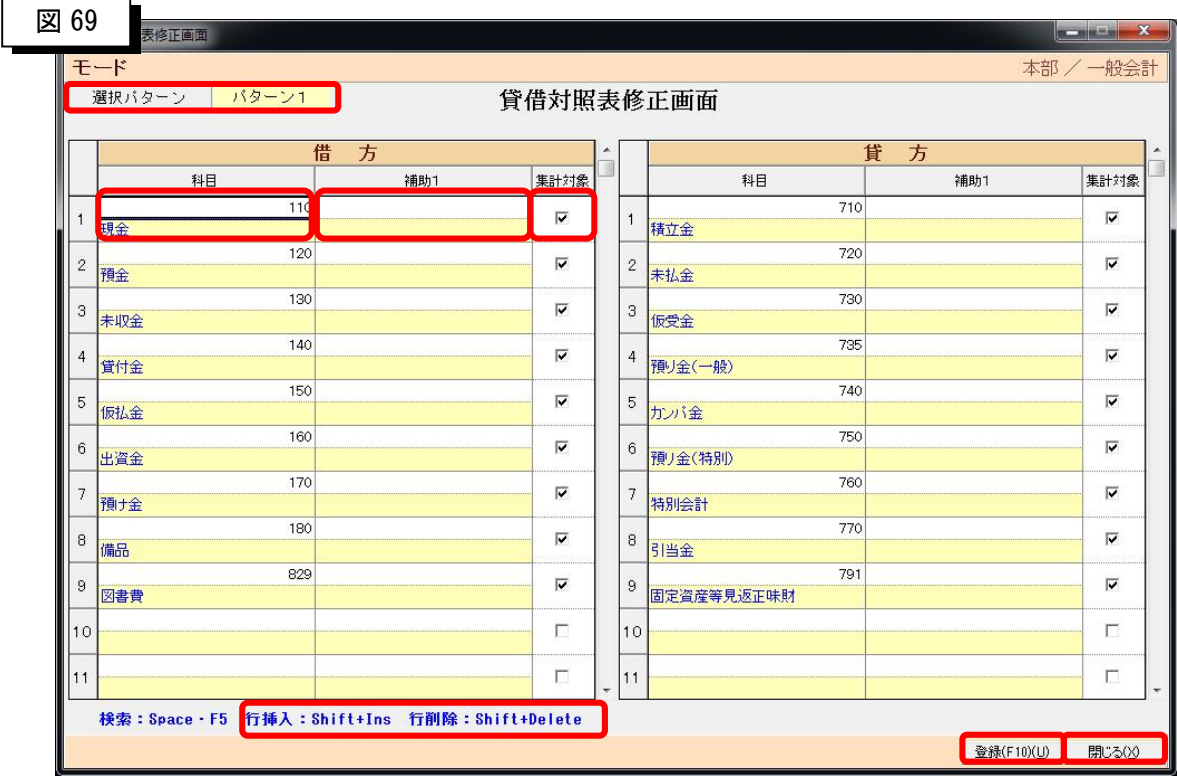 図 69
表修正画面
モード 本部 ／ 一般会計
選択パターン パターン1 貸借対照表修正画面
借 方 貸 方
科目 補助1 集計対象 科目 補助1 集計対象
1 110 1 710
現金 積立金
2 120 2 720
預金 未払金
3 130 3 730
未収金 仮受金
4 140 4 735
貸付金 預り金(一般)
5 150 5 740
仮払金 カンパ金
6 160 6 750
出資金 預り金(特別)
7 170 7 760
預け金 特別会計
8 180 8 770
備品 引当金
9 829 9 791
図書費 固定資産等見返正味財
10 10
11 11
検索：Space・F5 行挿入：Shift+Ins 行削除：Shift+Delete
登録(F10)(U) 閉じる(X)